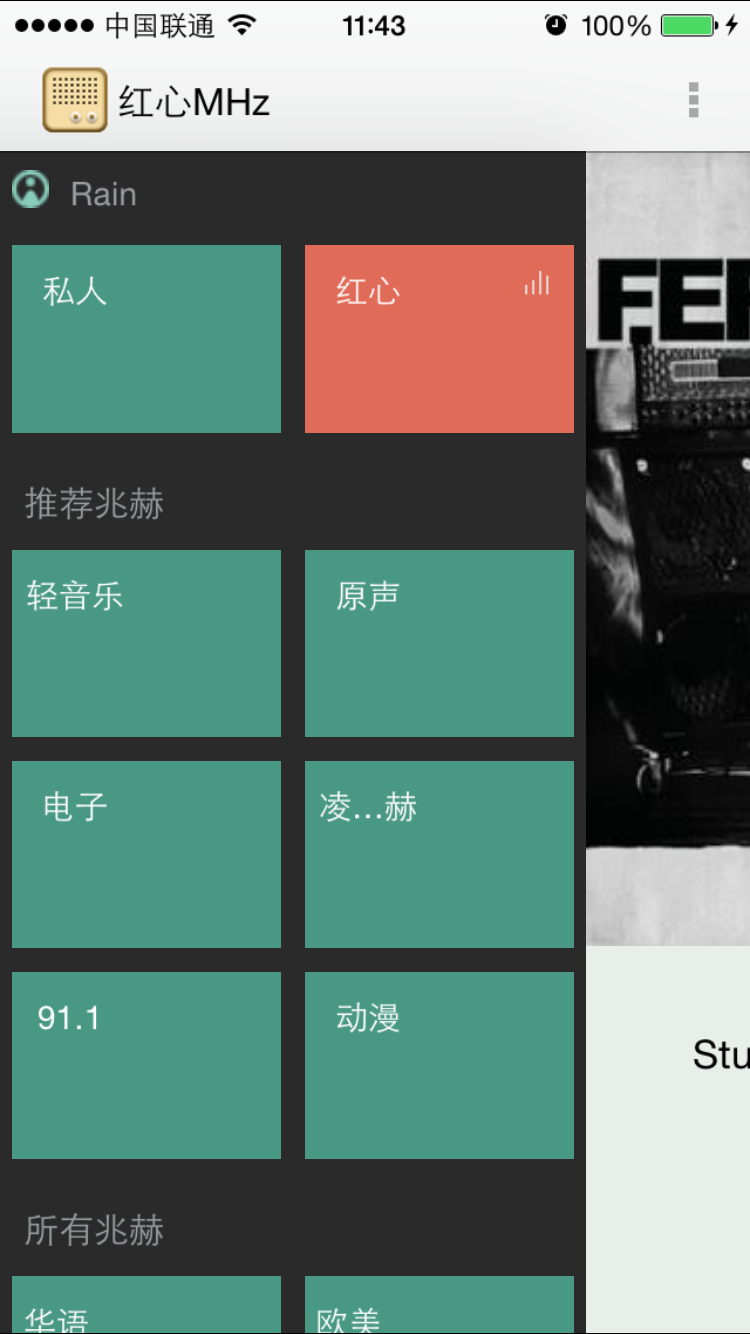 中国联通 11:43 100%
红心MHz
Rain
私人 红心
推荐兆赫
轻音乐 原声
电子 凌...赫
91.1 动漫
所有兆赫
华语 欧美
FE
Stu